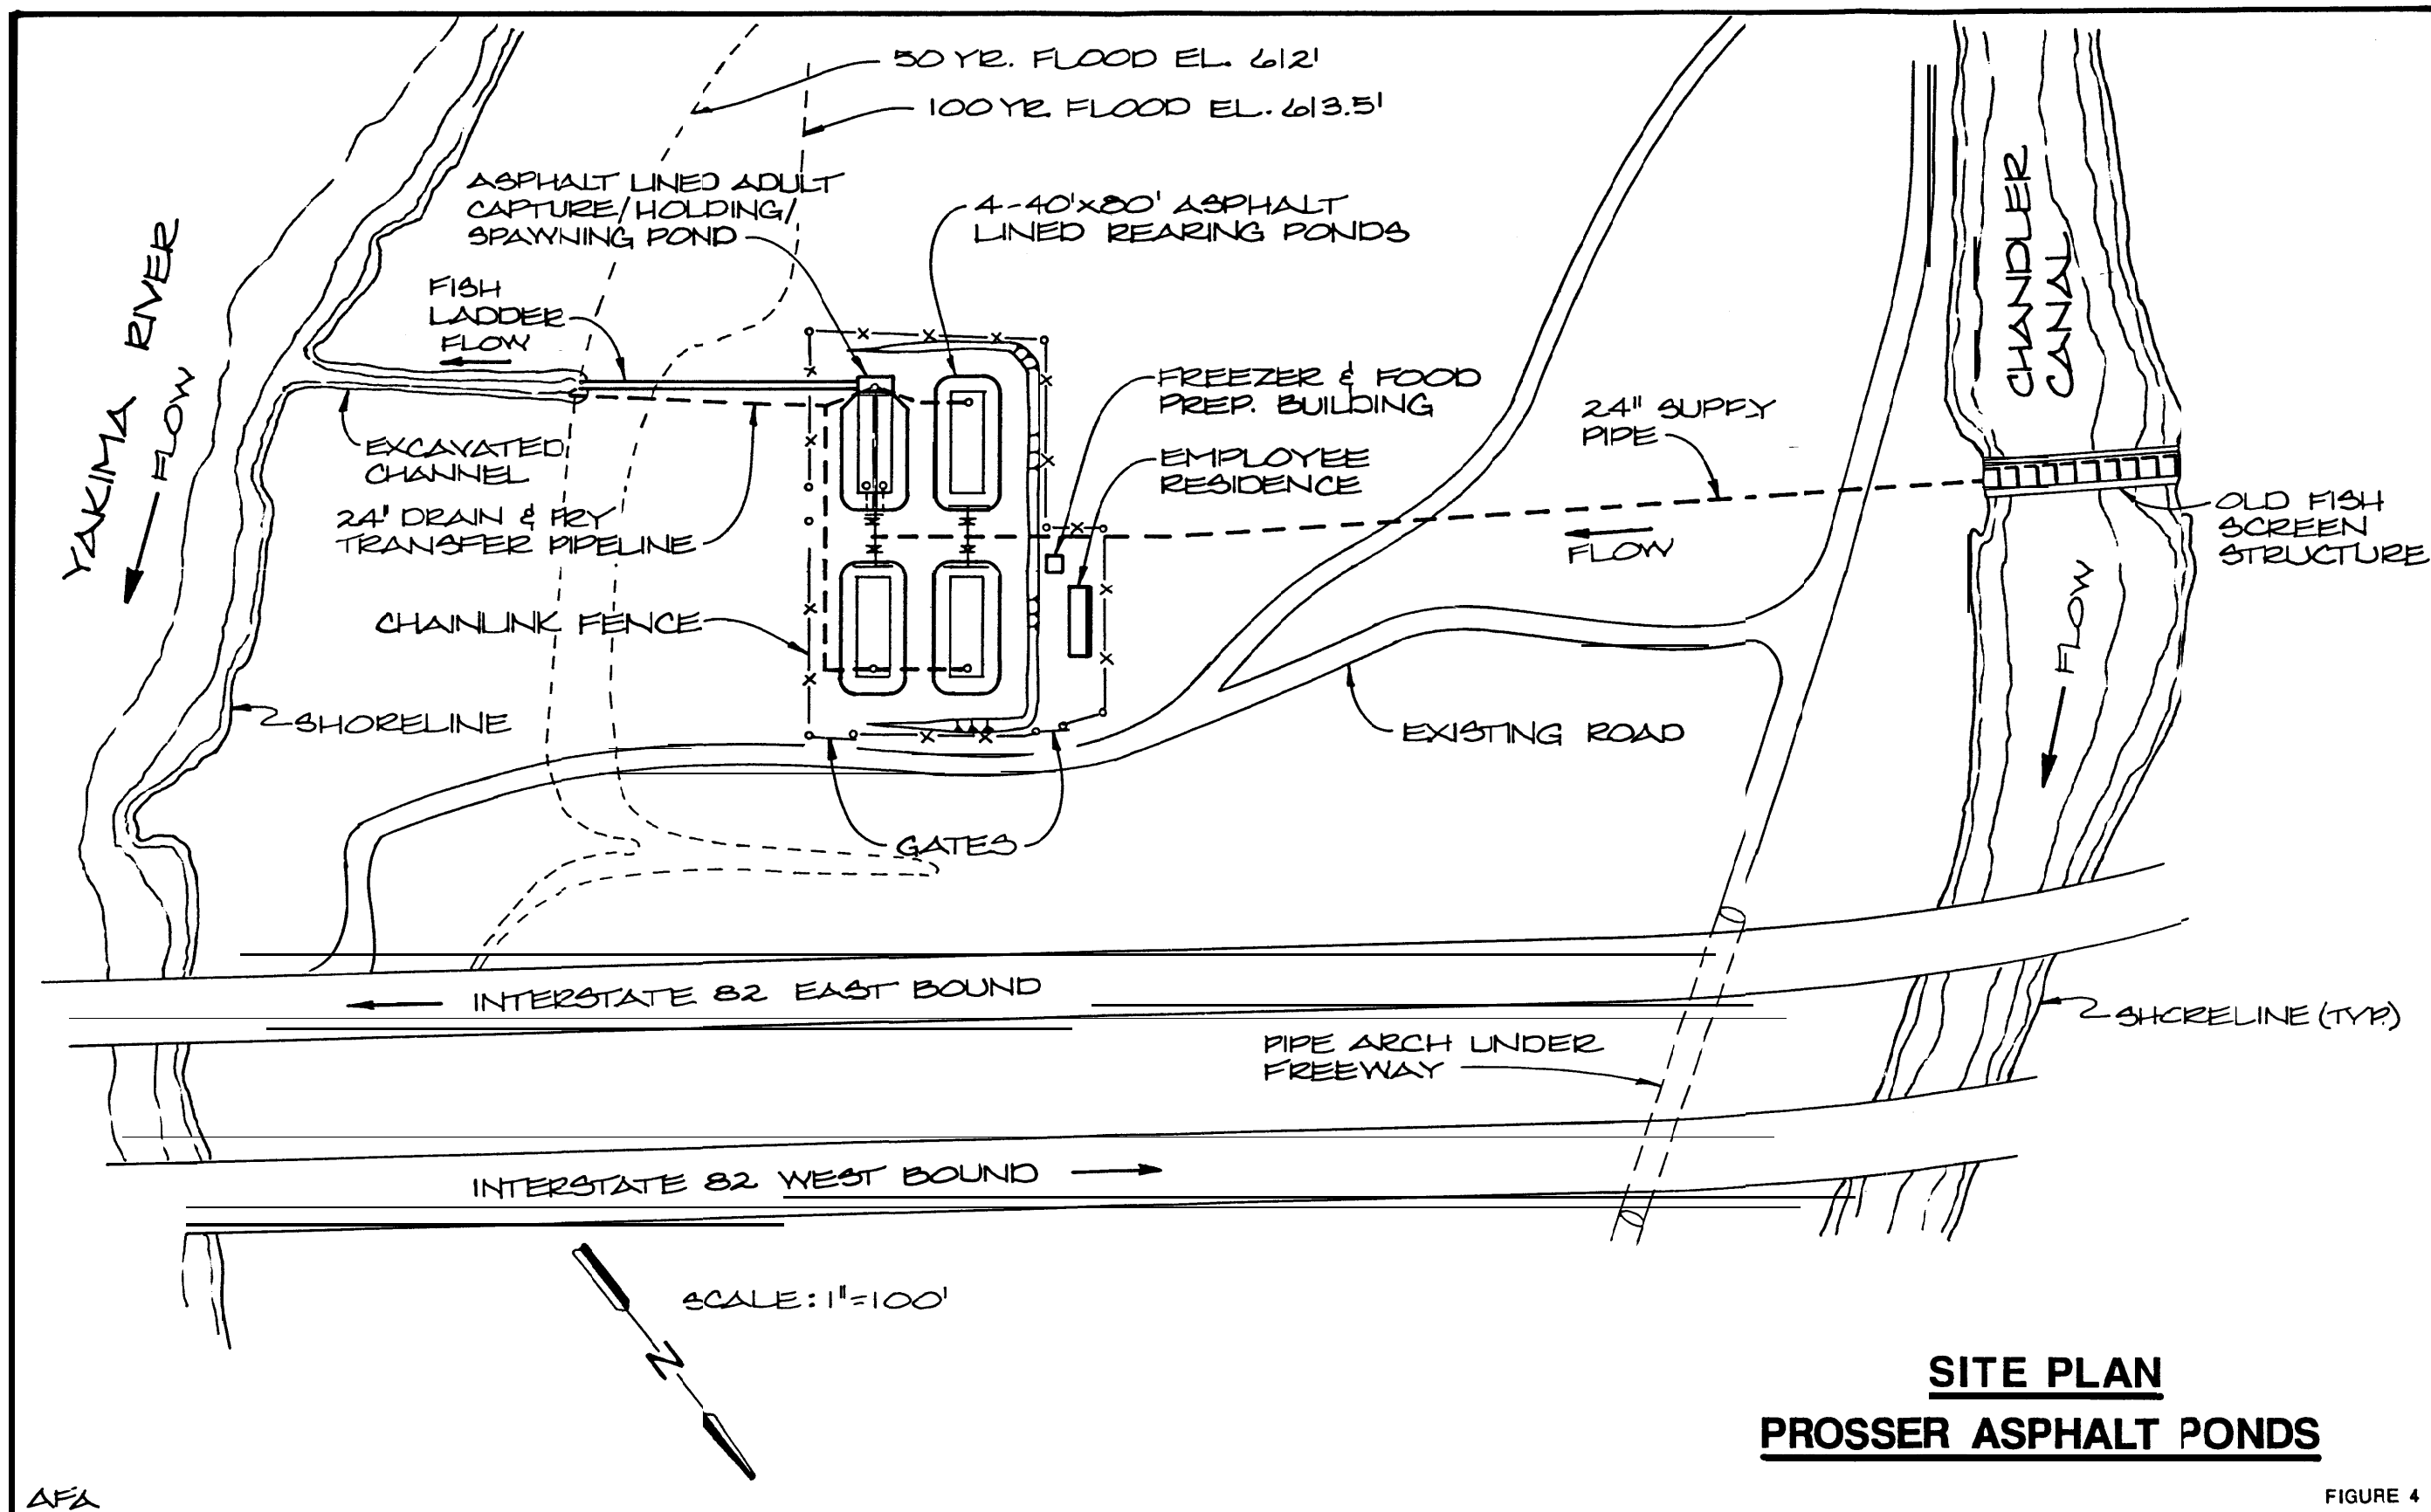 50 YR. FLOOD EL. 612'
100 YR. FLOOD EL. 613.5'
ASPHALT LINED ADULT
CAPTURE/HOLDING/
SPAWNING POND
4-40'x80' ASPHALT
LINED REARING PONDS
FISH
LADDER
FLOW
YAKIMA RIVER
FLOW
EXCAVATED
CHANNEL
24" DRAIN & FRY
TRANSFER PIPELINE
CHAINLINK FENCE
SHORELINE
FREEZER & FOOD
PREP. BUILDING
EMPLOYEE
RESIDENCE
24" SUPPLY
PIPE
FLOW
CHANDLER
CANAL
OLD FISH
SCREEN
STRUCTURE
FLOW
EXISTING ROAD
GATES
INTERSTATE 82 EAST BOUND
SHORELINE (TYP.)
PIPE ARCH UNDER
FREEWAY
INTERSTATE 82 WEST BOUND
SCALE: 1"=100'
N
SITE PLAN
PROSSER ASPHALT PONDS
AFA
FIGURE 4